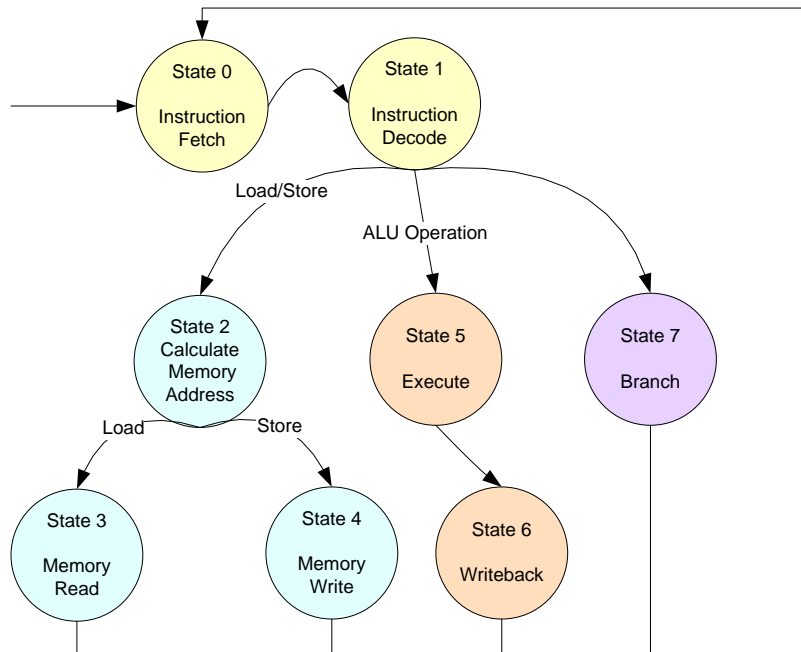 State 0
Instruction
Fetch
State 1
Instruction
Decode
Load/Store
ALU Operation
State 2
Calculate
Memory
Address
State 5
Execute
State 7
Branch
Load
Store
State 3
Memory
Read
State 4
Memory
Write
State 6
Writeback